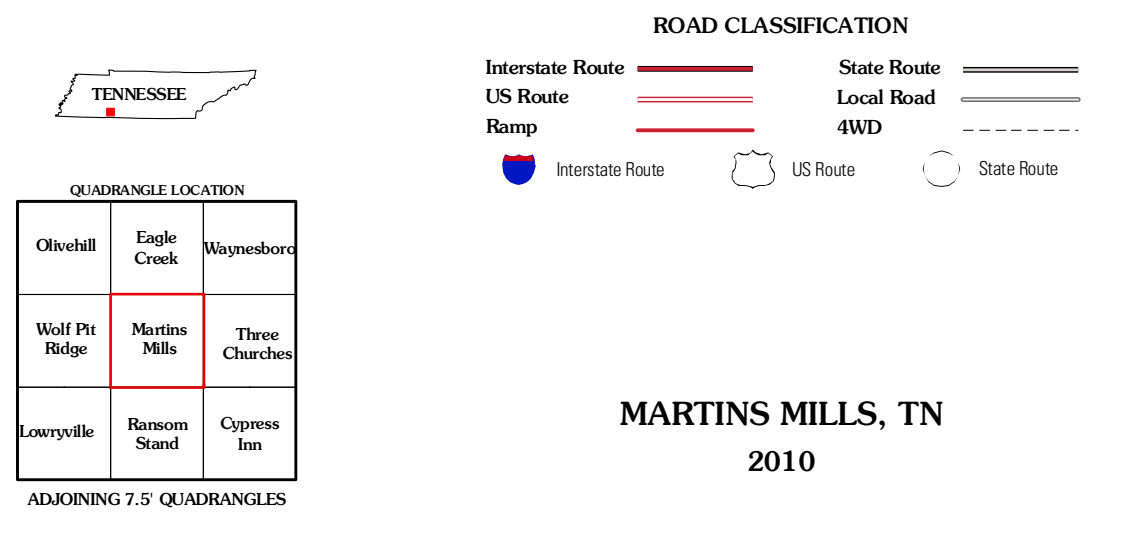 ROAD CLASSIFICATION
Interstate Route
State Route
US Route
Local Road
Ramp
4WD
Interstate Route
US Route
State Route
TENNESSEE
QUADRANGLE LOCATION
Olivehill
Eagle
Creek
Waynesboro
Wolf Pit
Ridge
Martins
Mills
Three
Churches
Lowryville
Ransom
Stand
Cypress
Inn
ADJOINING 7.5' QUADRANGLES
MARTINS MILLS, TN
2010